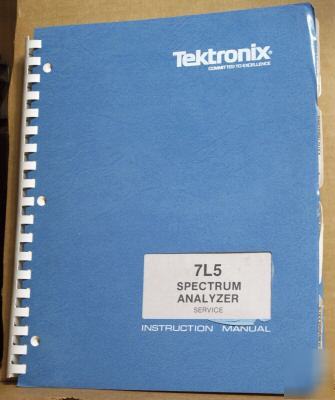 Tektronix®
COMMITTED TO EXCELLENCE
7L5
SPECTRUM
ANALYZER
SERVICE
INSTRUCTION MANUAL